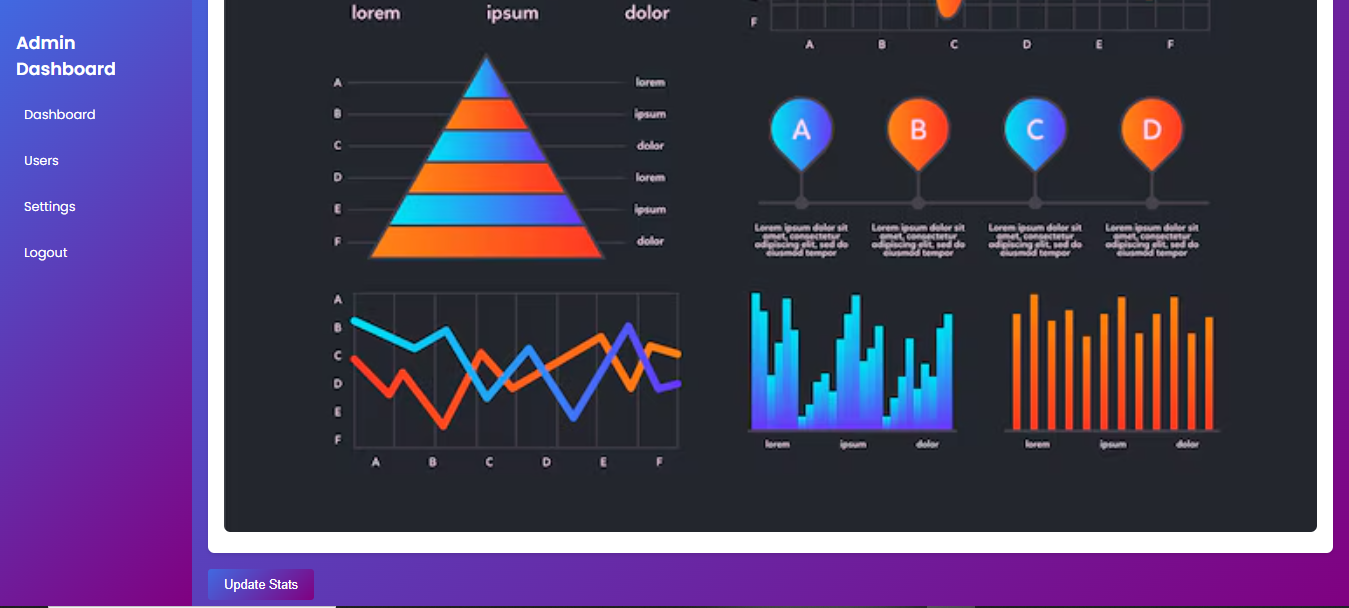 Admin
Dashboard
Dashboard
Users
Settings
Logout
lorem ipsum dolor
F
A B C D E F
A lorem
B ipsum
C dolor
D lorem
E ipsum
F dolor
A B C D
Lorem ipsum dolor sit
amet, consectetur
adipiscing elit, sed do
eiusmod tempor
Lorem ipsum dolor sit
amet, consectetur
adipiscing elit, sed do
eiusmod tempor
Lorem ipsum dolor sit
amet, consectetur
adipiscing elit, sed do
eiusmod tempor
Lorem ipsum dolor sit
amet, consectetur
adipiscing elit, sed do
eiusmod tempor
A
B
C
D
E
F
A B C D E F
lorem ipsum dolor
lorem ipsum dolor
Update Stats